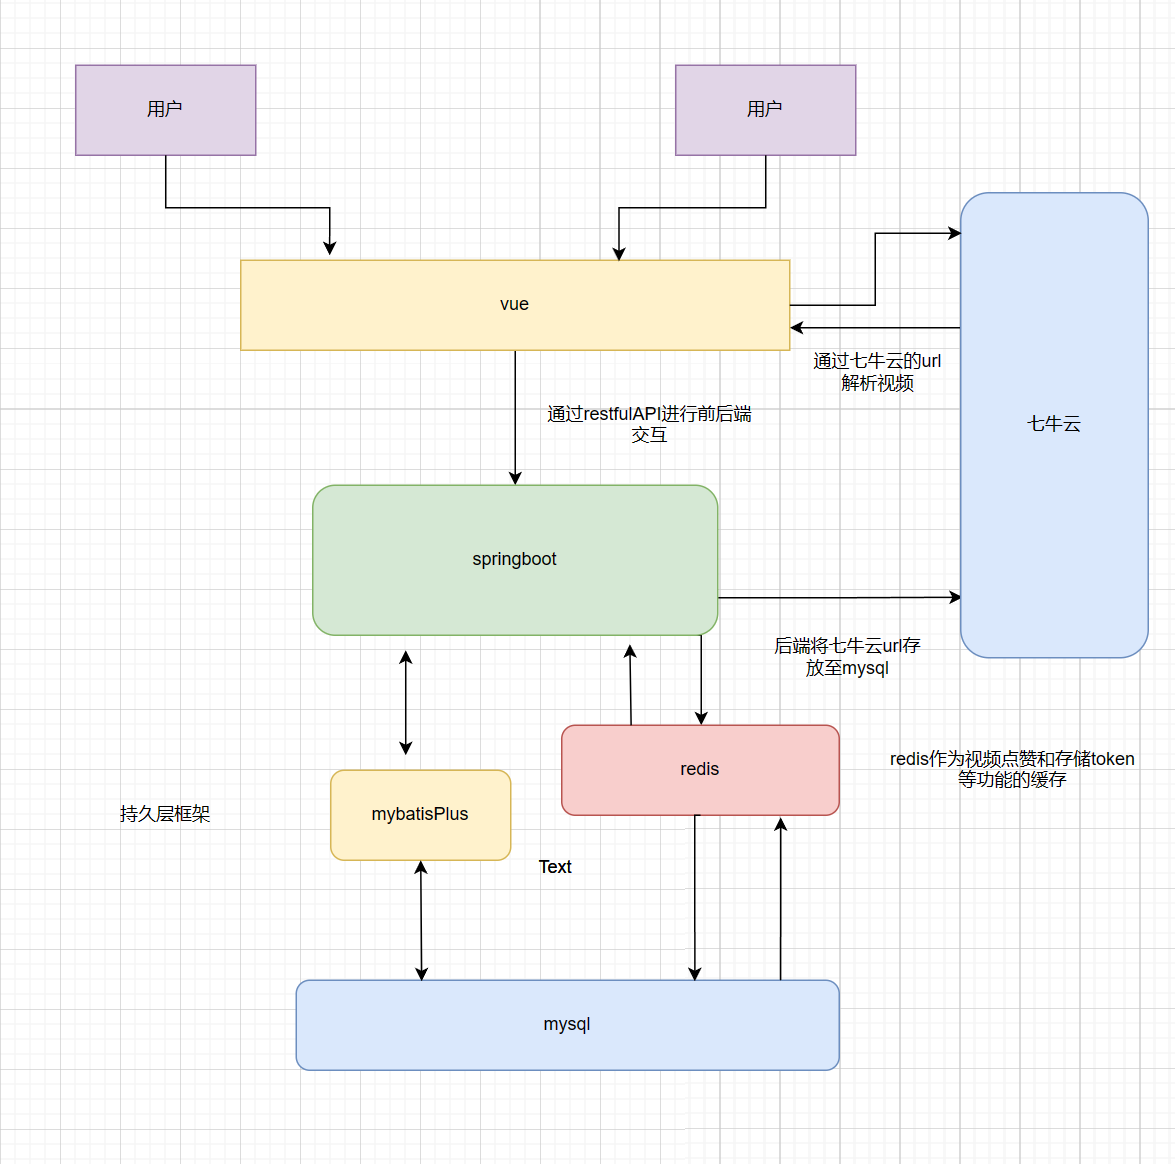 用户
用户
vue
通过七牛云的url
解析视频
通过restfulAPI进行前后端
交互
七牛云
springboot
后端将七牛云url存
放至mysql
redis
redis作为视频点赞和存储token
等功能的缓存
持久层框架
mybatisPlus
Text
mysql